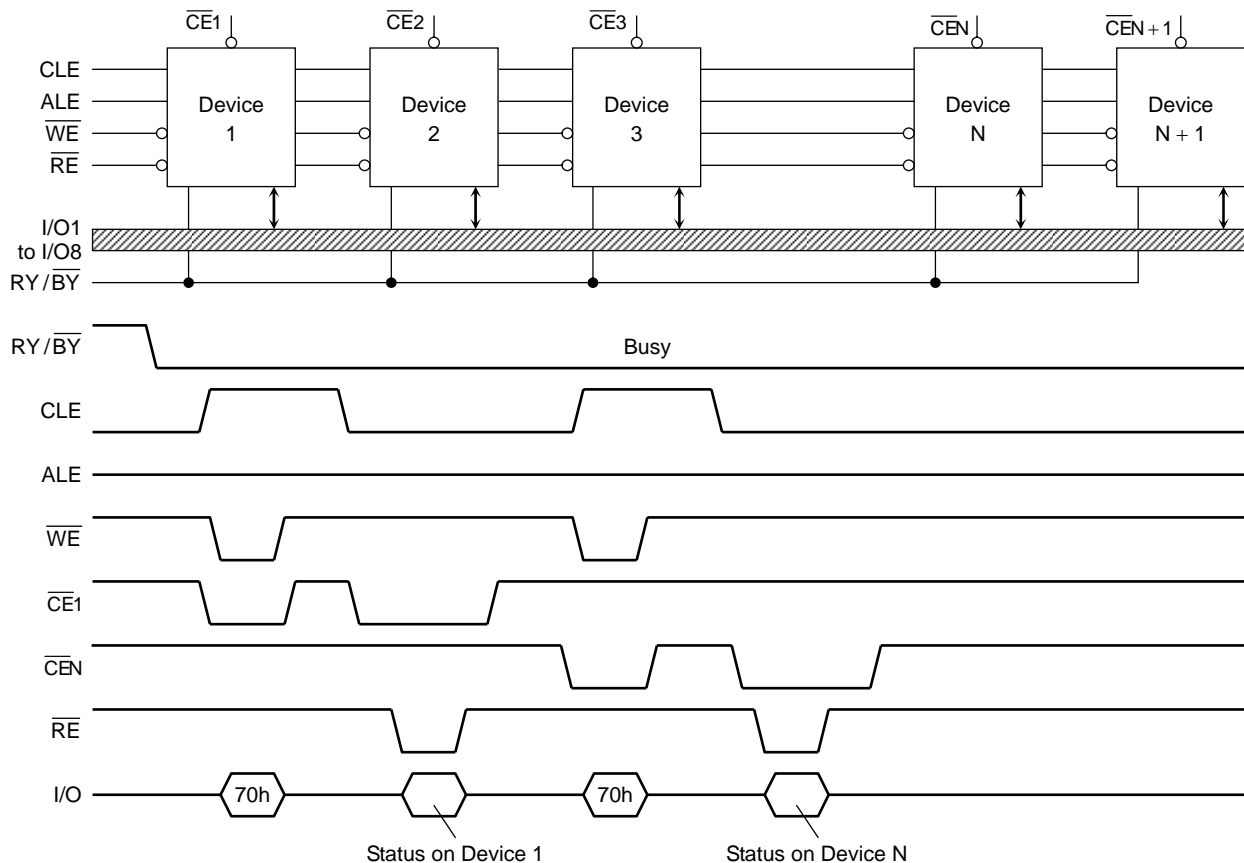 CE1 CE2 CE3 CEN CEN + 1
CLE
ALE
WE
RE
Device 1
Device 2
Device 3
Device N
Device N + 1
I/O1
to I/O8
RY / BY
RY / BY
Busy
CLE
ALE
WE
CE1
CEN
RE
I/O
70h
70h
Status on Device 1
Status on Device N